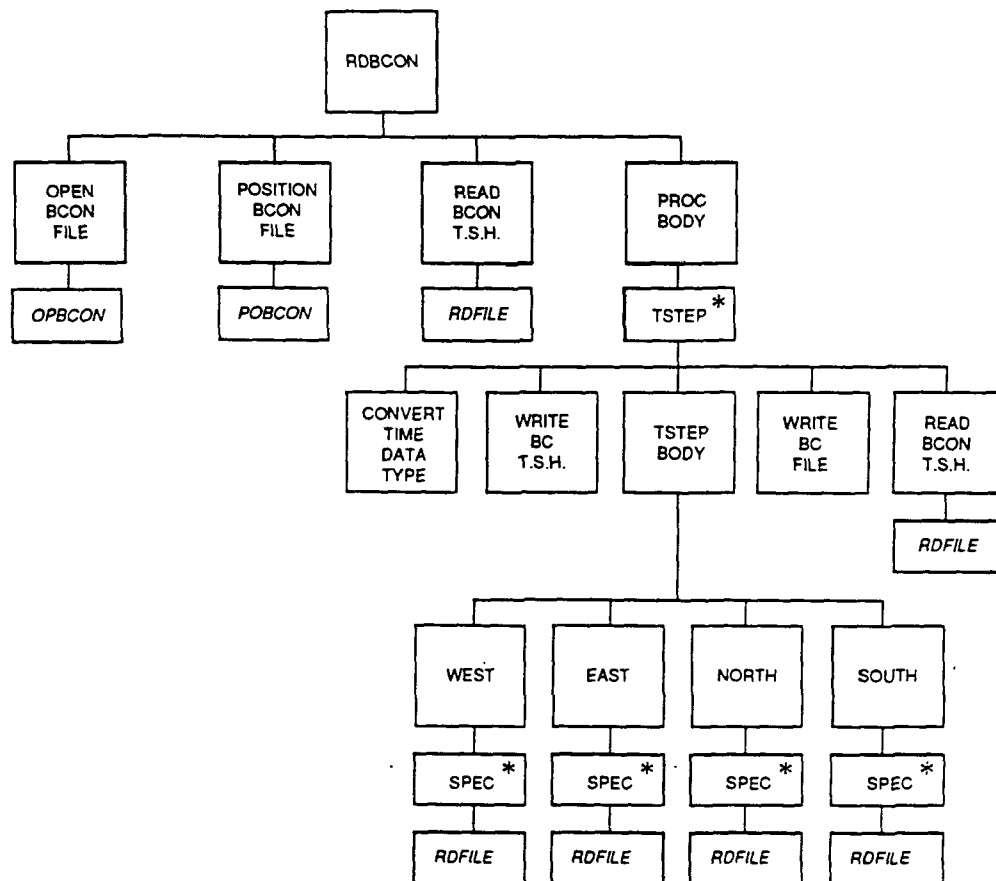 RDBCON
OPEN
BCON
FILE
POSITION
BCON
FILE
READ
BCON
T.S.H.
PROC
BODY
OPBCON
POBCON
RDFILE
TSTEP *
CONVERT
TIME
DATA
TYPE
WRITE
BC
T.S.H.
TSTEP
BODY
WRITE
BC
FILE
READ
BCON
T.S.H.
RDFILE
WEST
EAST
NORTH
SOUTH
SPEC *
SPEC *
SPEC *
SPEC *
RDFILE
RDFILE
RDFILE
RDFILE